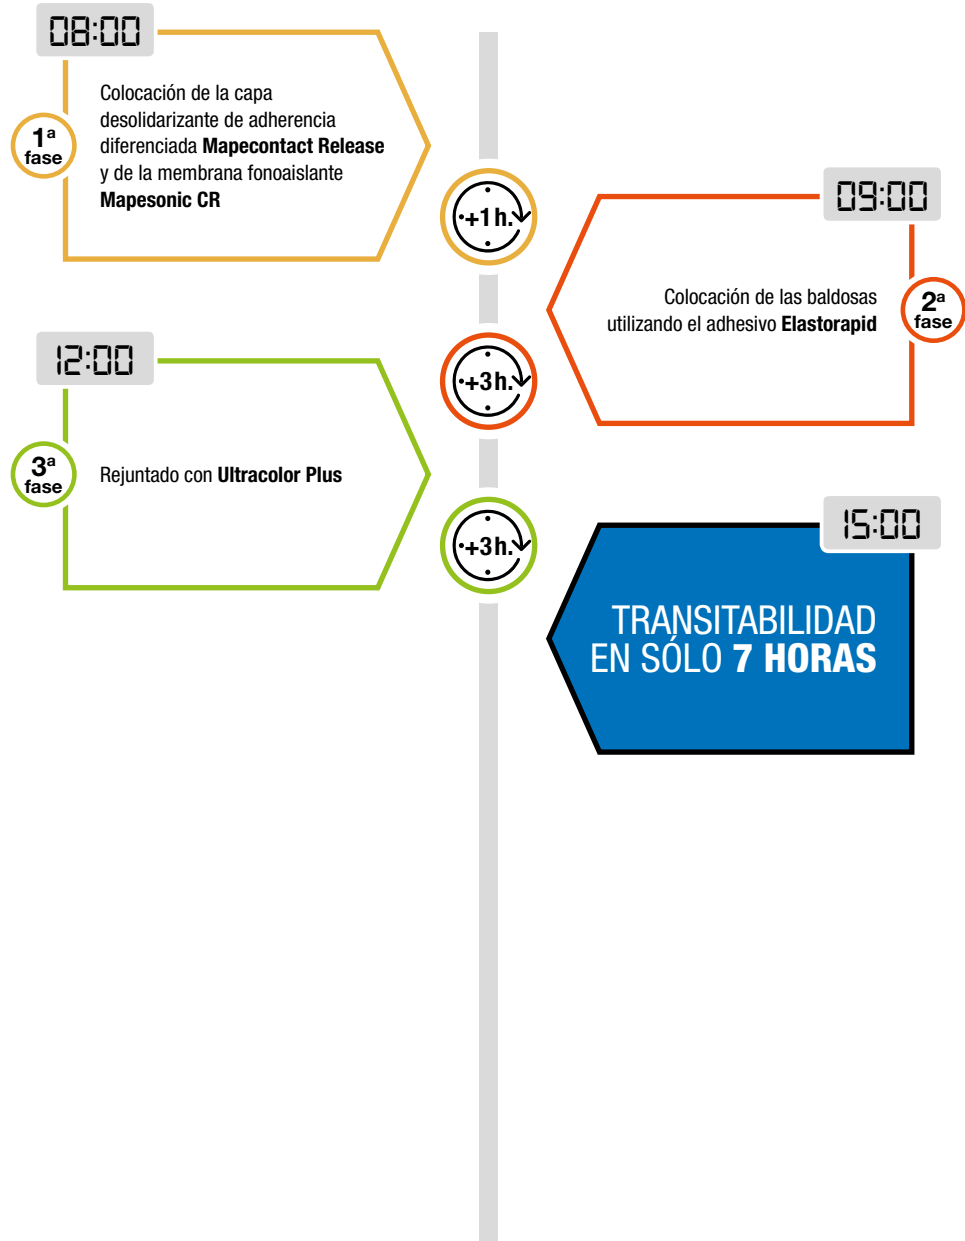 08:00
1ª
fase
Colocación de la capa
desolidarizante de adherencia
diferenciada Mapecontact Release
y de la membrana fonoaislante
Mapesonic CR
+1 h.
09:00
Colocación de las baldosas
utilizando el adhesivo Elastorapid
2ª
fase
+3 h.
12:00
3ª
fase
Rejuntado con Ultracolor Plus
+3 h.
15:00
TRANSITABILIDAD
EN SÓLO 7 HORAS